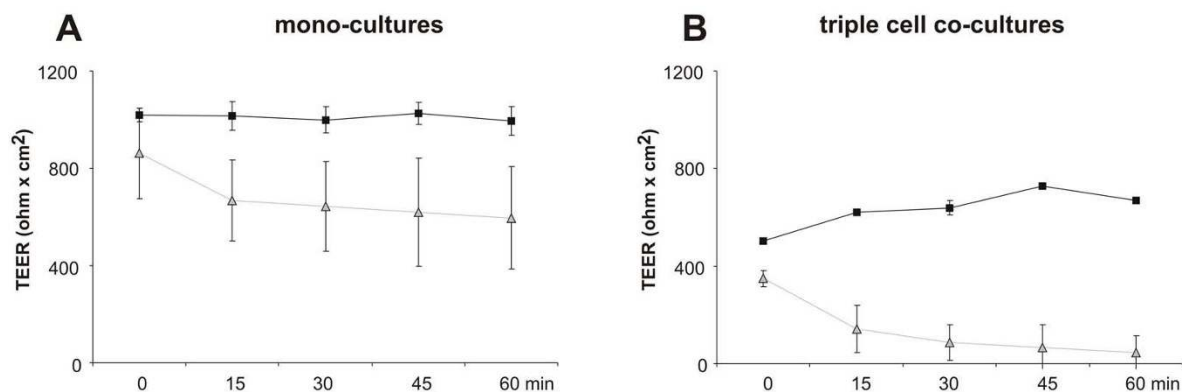 A mono-cultures
1200
800
400
0
TEER (ohm x cm2)
0 15 30 45 60 min
B triple cell co-cultures
1200
800
400
0
TEER (ohm x cm2)
0 15 30 45 60 min